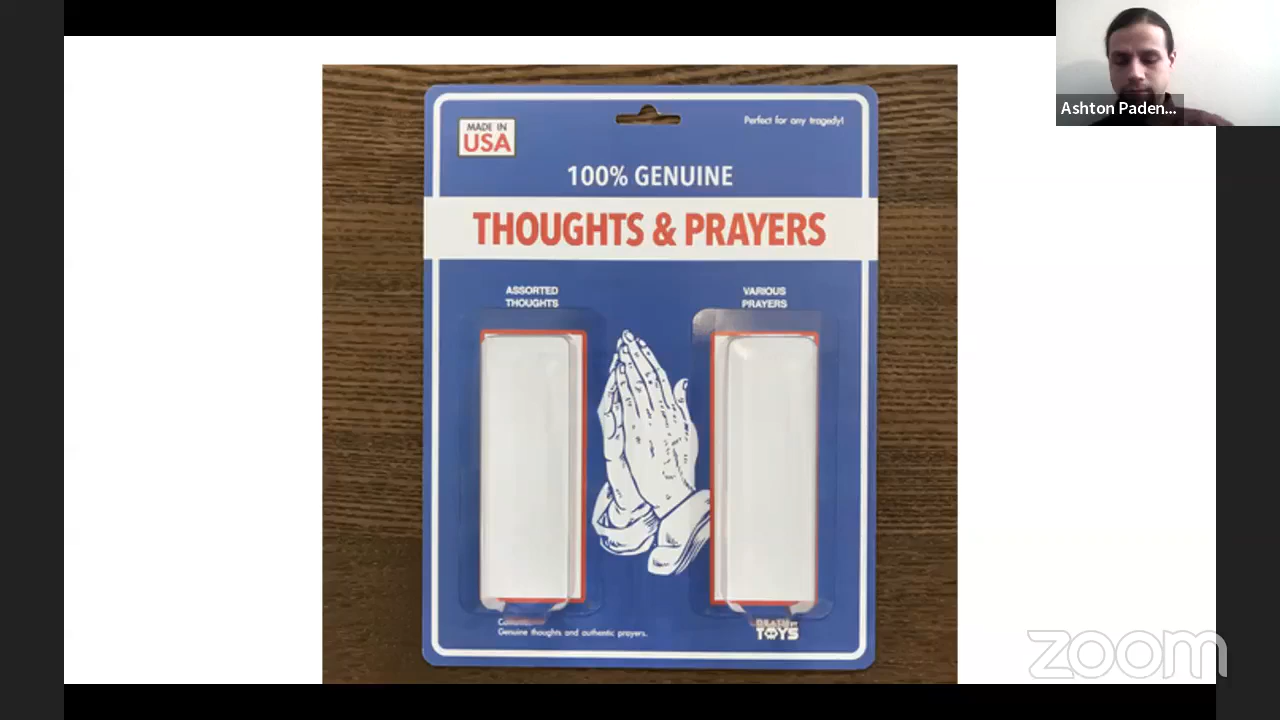 Ashton Paden...
MADE IN
USA
Perfect for any tragedy!
100% GENUINE
THOUGHTS & PRAYERS
ASSORTED
THOUGHTS
VARIOUS
PRAYERS
Genuine thoughts and authentic prayers.
TOYS
zoom